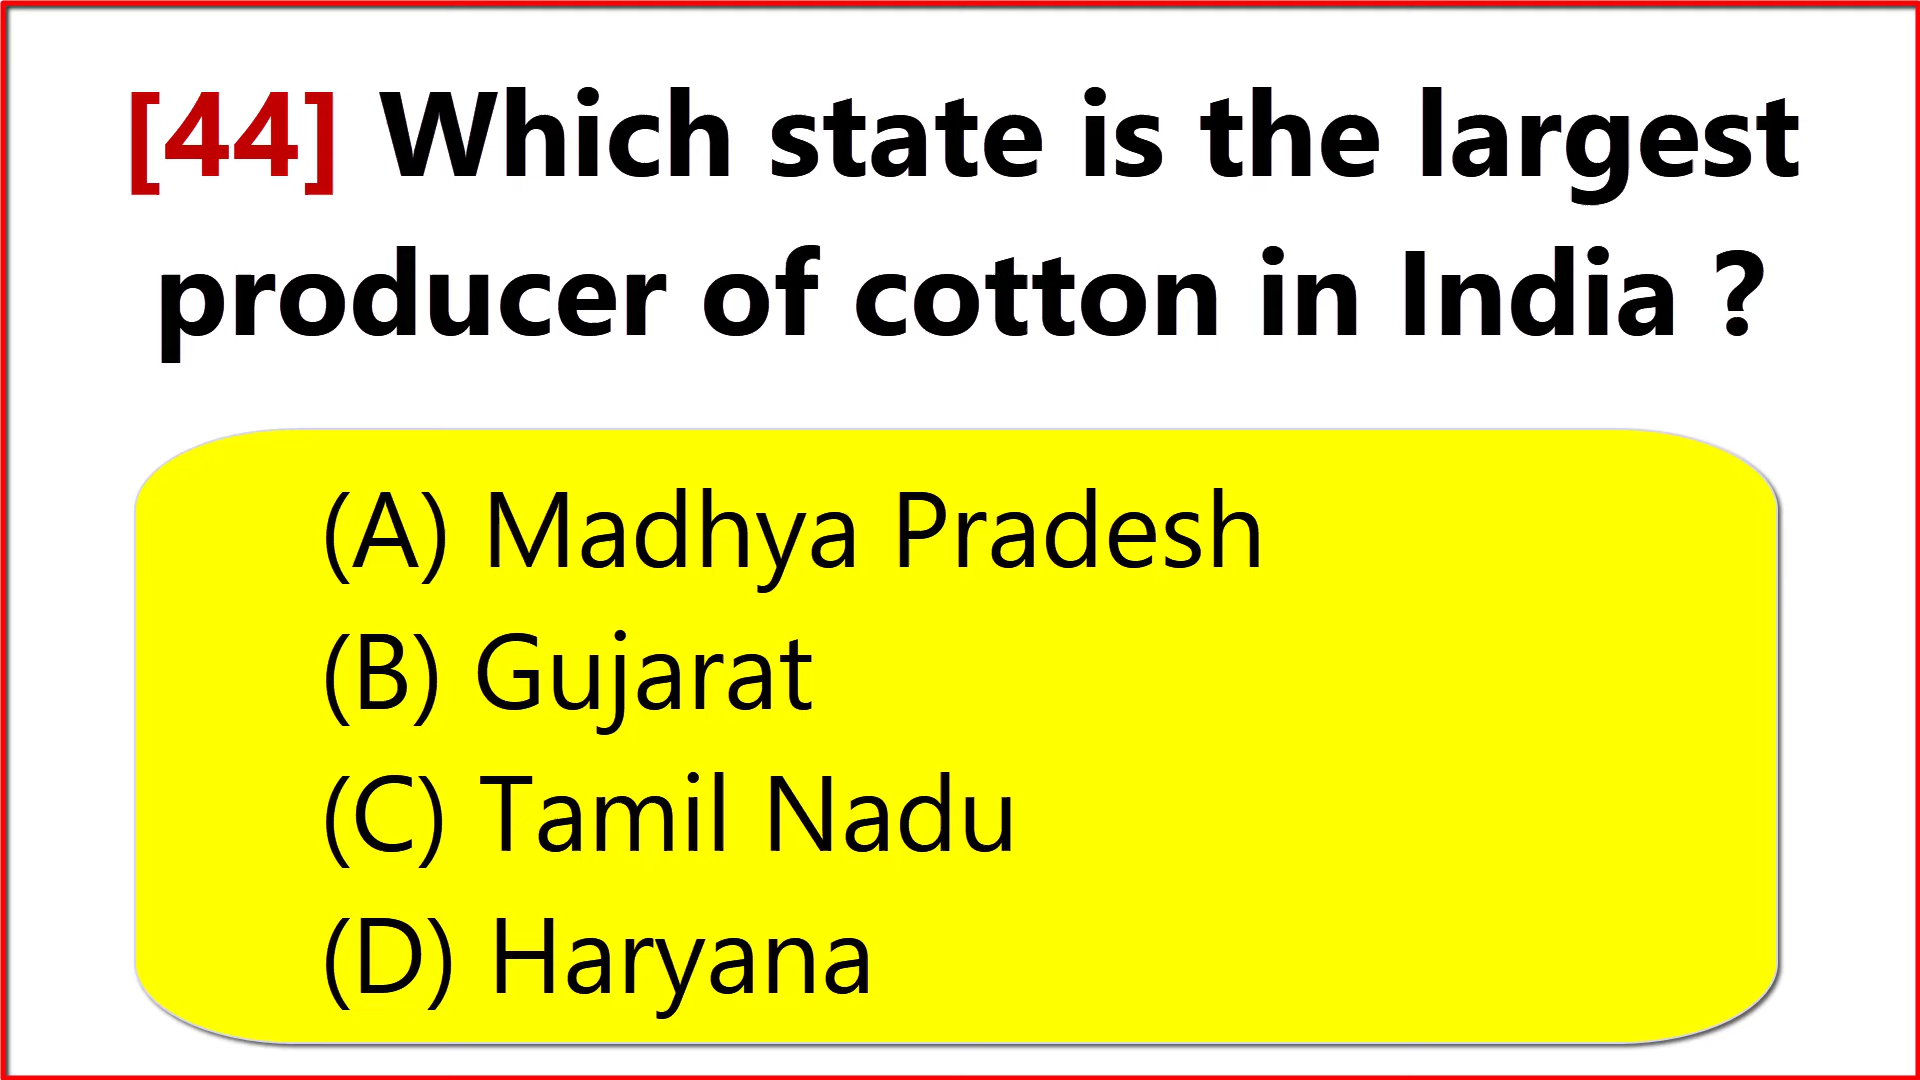 [44] Which state is the largest
producer of cotton in India ?
(A) Madhya Pradesh
(B) Gujarat
(C) Tamil Nadu
(D) Haryana